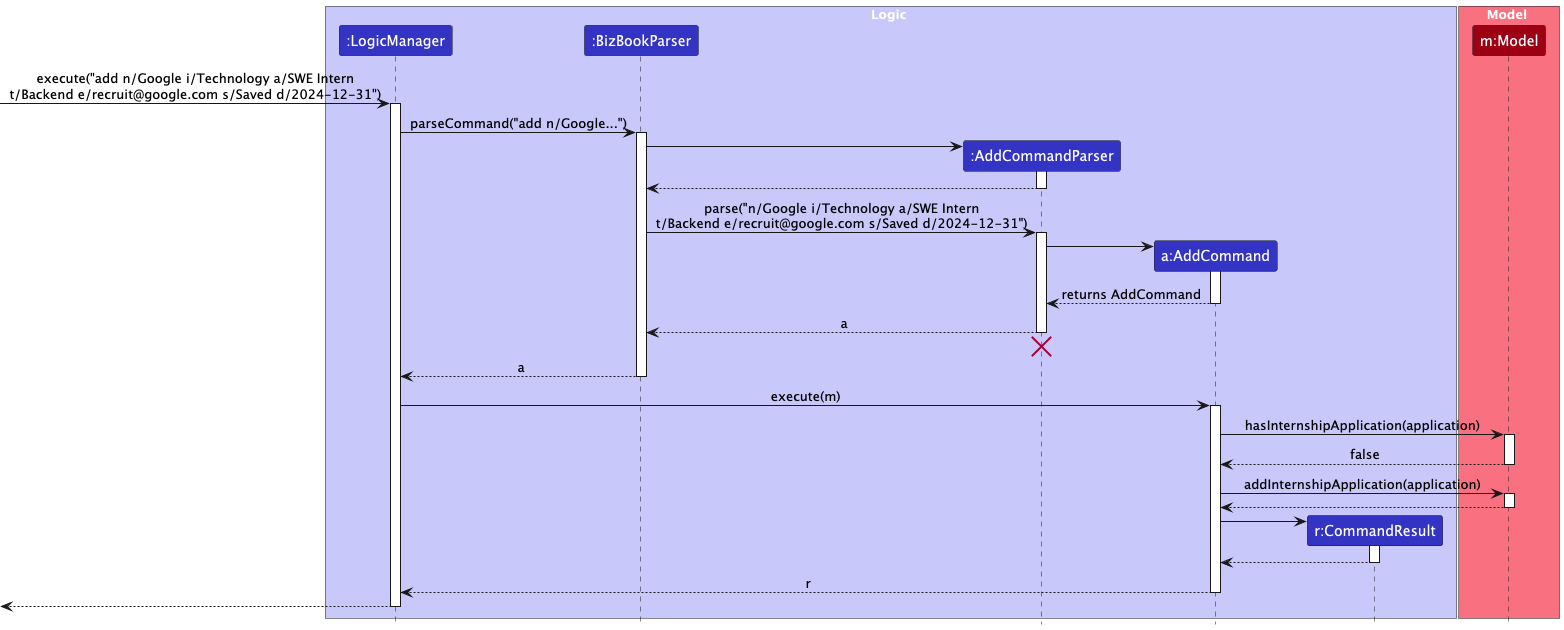 Logic
Model
:LogicManager
:BizBookParser
m:Model
execute("add n/Google i/Technology a/SWE Intern
t/Backend e/recruit@google.com s/Saved d/2024-12-31")
parseCommand("add n/Google...")
:AddCommandParser
parse("n/Google i/Technology a/SWE Intern
t/Backend e/recruit@google.com s/Saved d/2024-12-31")
a:AddCommand
returns AddCommand
a
a
execute(m)
hasInternshipApplication(application)
false
addInternshipApplication(application)
r:CommandResult
r